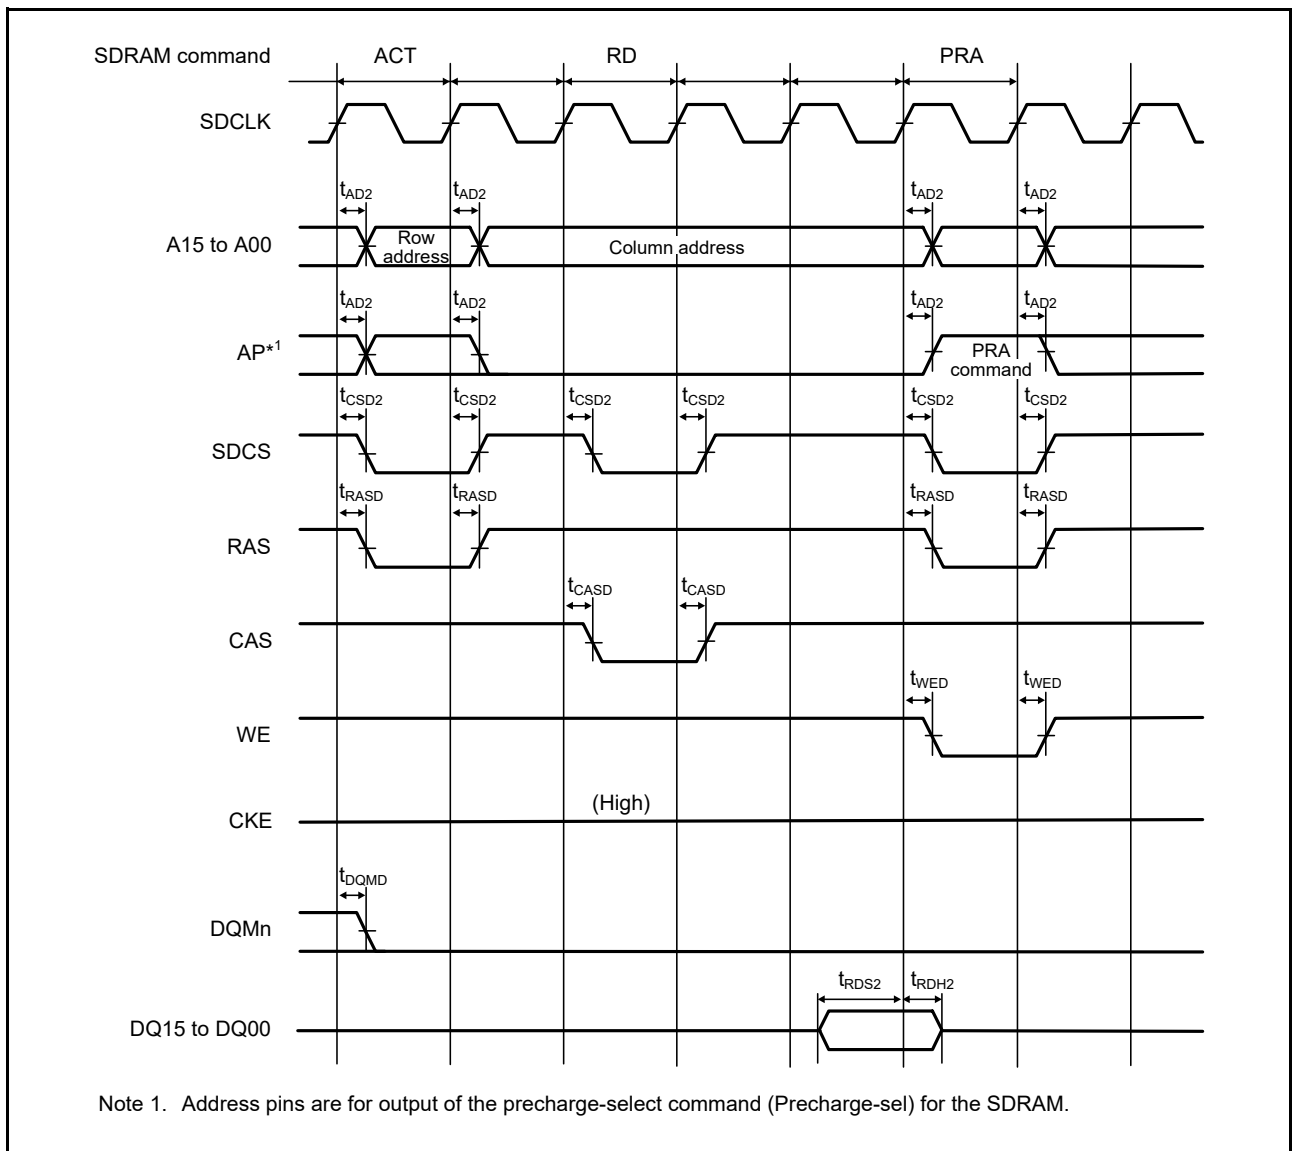 SDRAM command ACT RD PRA
SDCLK
tAD2 tAD2 tAD2 tAD2
A15 to A00 Row address Column address
tAD2 tAD2 tAD2 tAD2
AP*1 PRA command
tCSD2 tCSD2 tCSD2 tCSD2 tCSD2 tCSD2
SDCS
tRASD tRASD tRASD tRASD
RAS
tCASD tCASD
CAS
tWED tWED
WE
(High)
CKE
tDQMD
DQMn
tRDS2 tRDH2
DQ15 to DQ00
Note 1. Address pins are for output of the precharge-select command (Precharge-sel) for the SDRAM.